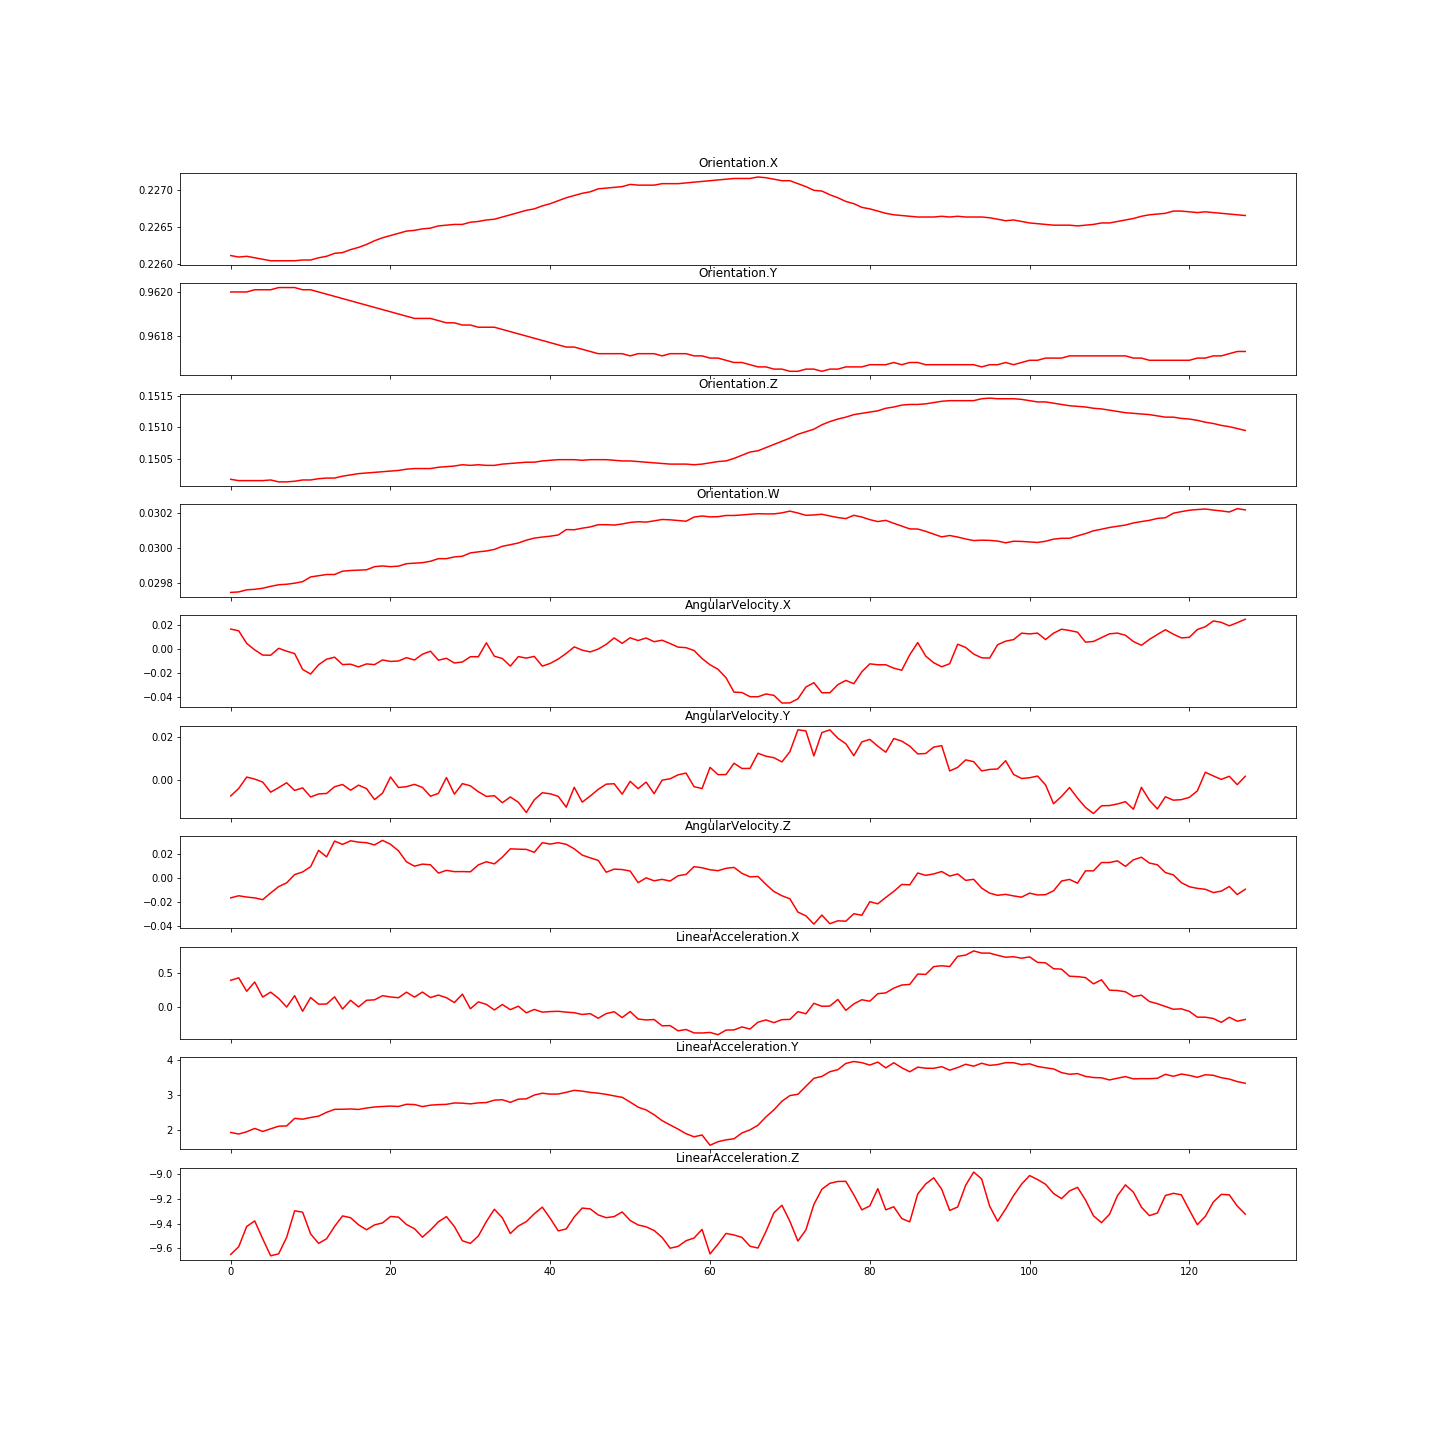 Orientation.X
0.2270
0.2265
0.2260
Orientation.Y
0.9620
0.9618
Orientation.Z
0.1515
0.1510
0.1505
Orientation.W
0.0302
0.0300
0.0298
AngularVelocity.X
0.02
0.00
−0.02
−0.04
AngularVelocity.Y
0.02
0.00
AngularVelocity.Z
0.02
0.00
−0.02
−0.04
LinearAcceleration.X
0.5
0.0
LinearAcceleration.Y
4
3
2
LinearAcceleration.Z
−9.0
−9.2
−9.4
−9.6
0 20 40 60 80 100 120